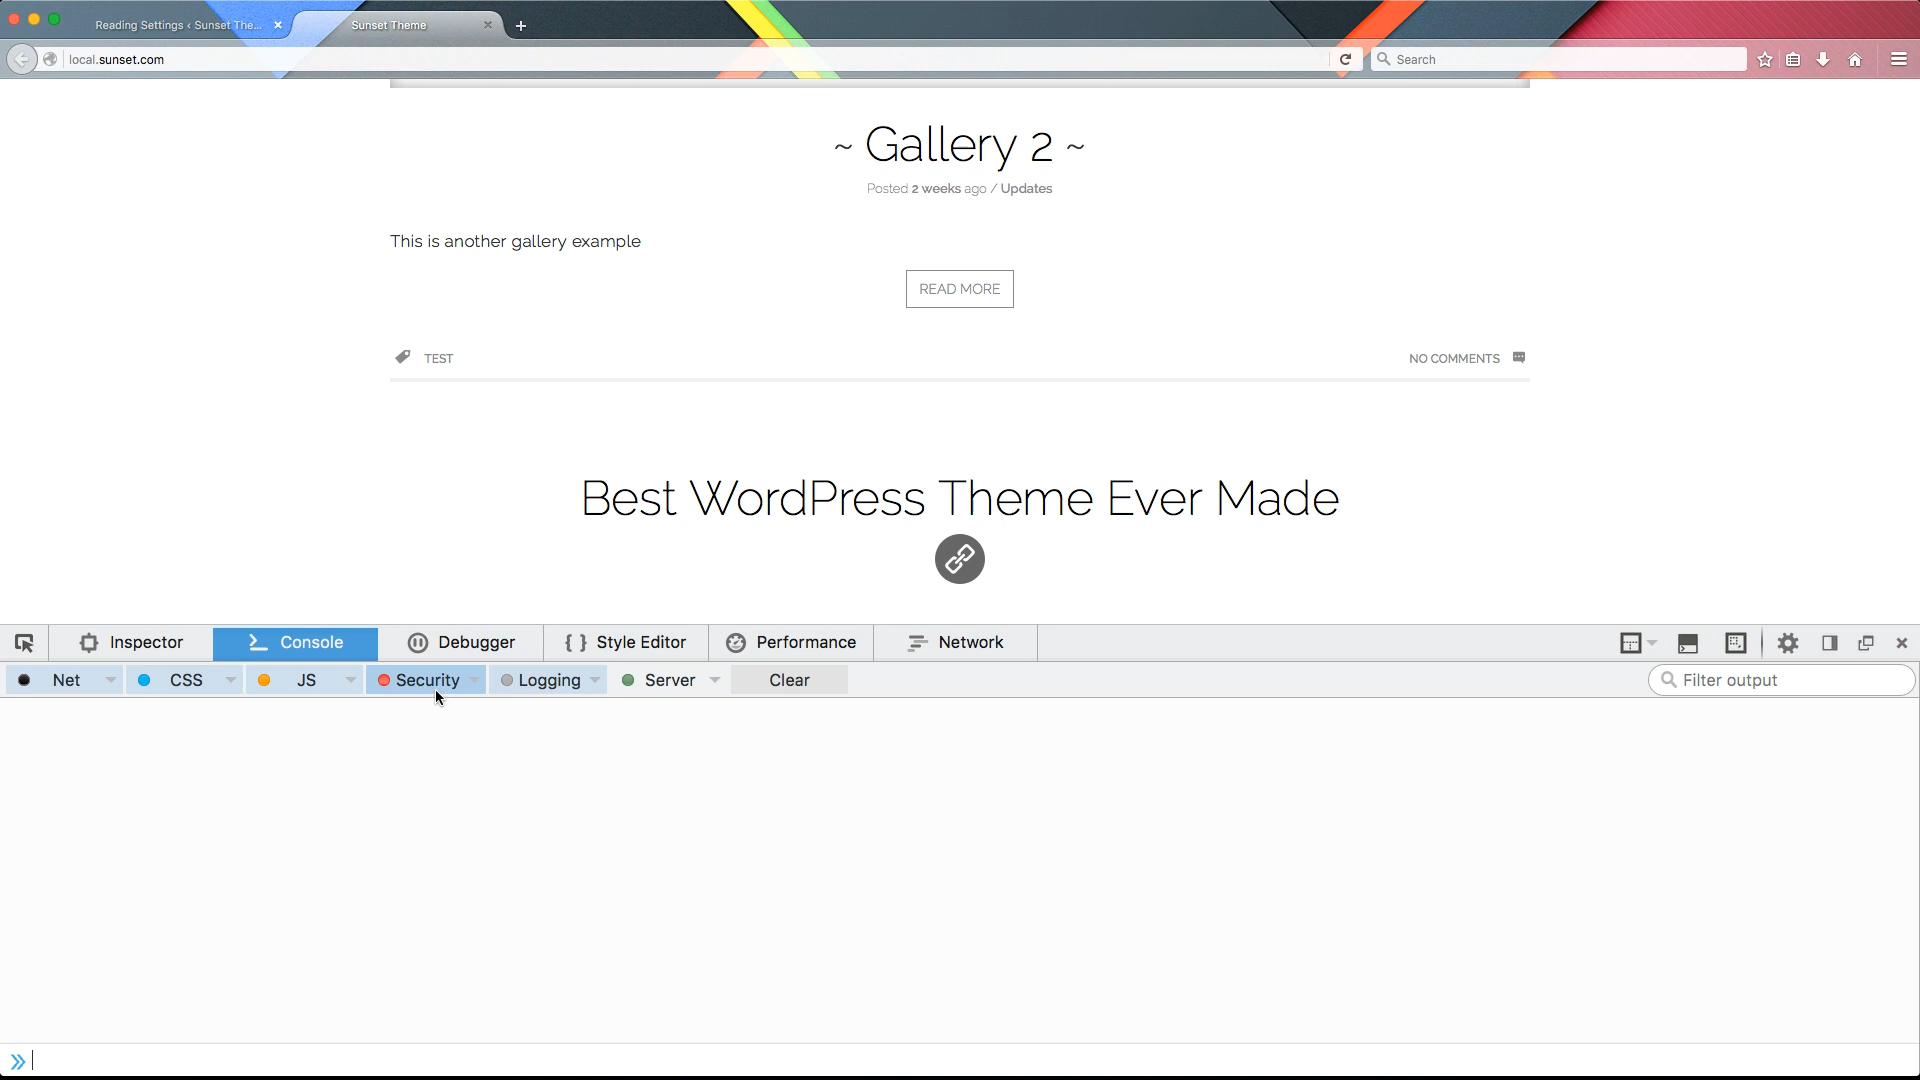 Reading Settings ‹ Sunset The...
Sunset Theme
local.sunset.com
Search
~ Gallery 2 ~
Posted 2 weeks ago / Updates
This is another gallery example
READ MORE
TEST
NO COMMENTS
Best WordPress Theme Ever Made
Inspector
Console
Debugger
Style Editor
Performance
Network
Net
CSS
JS
Security
Logging
Server
Clear
Filter output